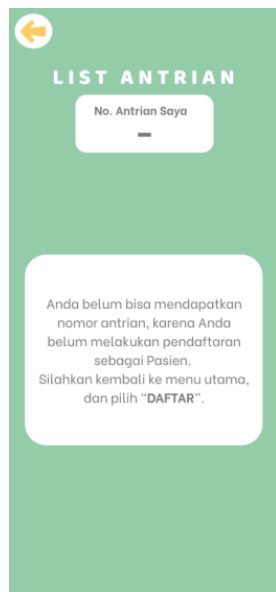 LIST ANTRIAN
No. Antrian Saya
-
Anda belum bisa mendapatkan
nomor antrian, karena Anda
belum melakukan pendaftaran
sebagai Pasien.
Silahkan kembali ke menu utama,
dan pilih “DAFTAR”.